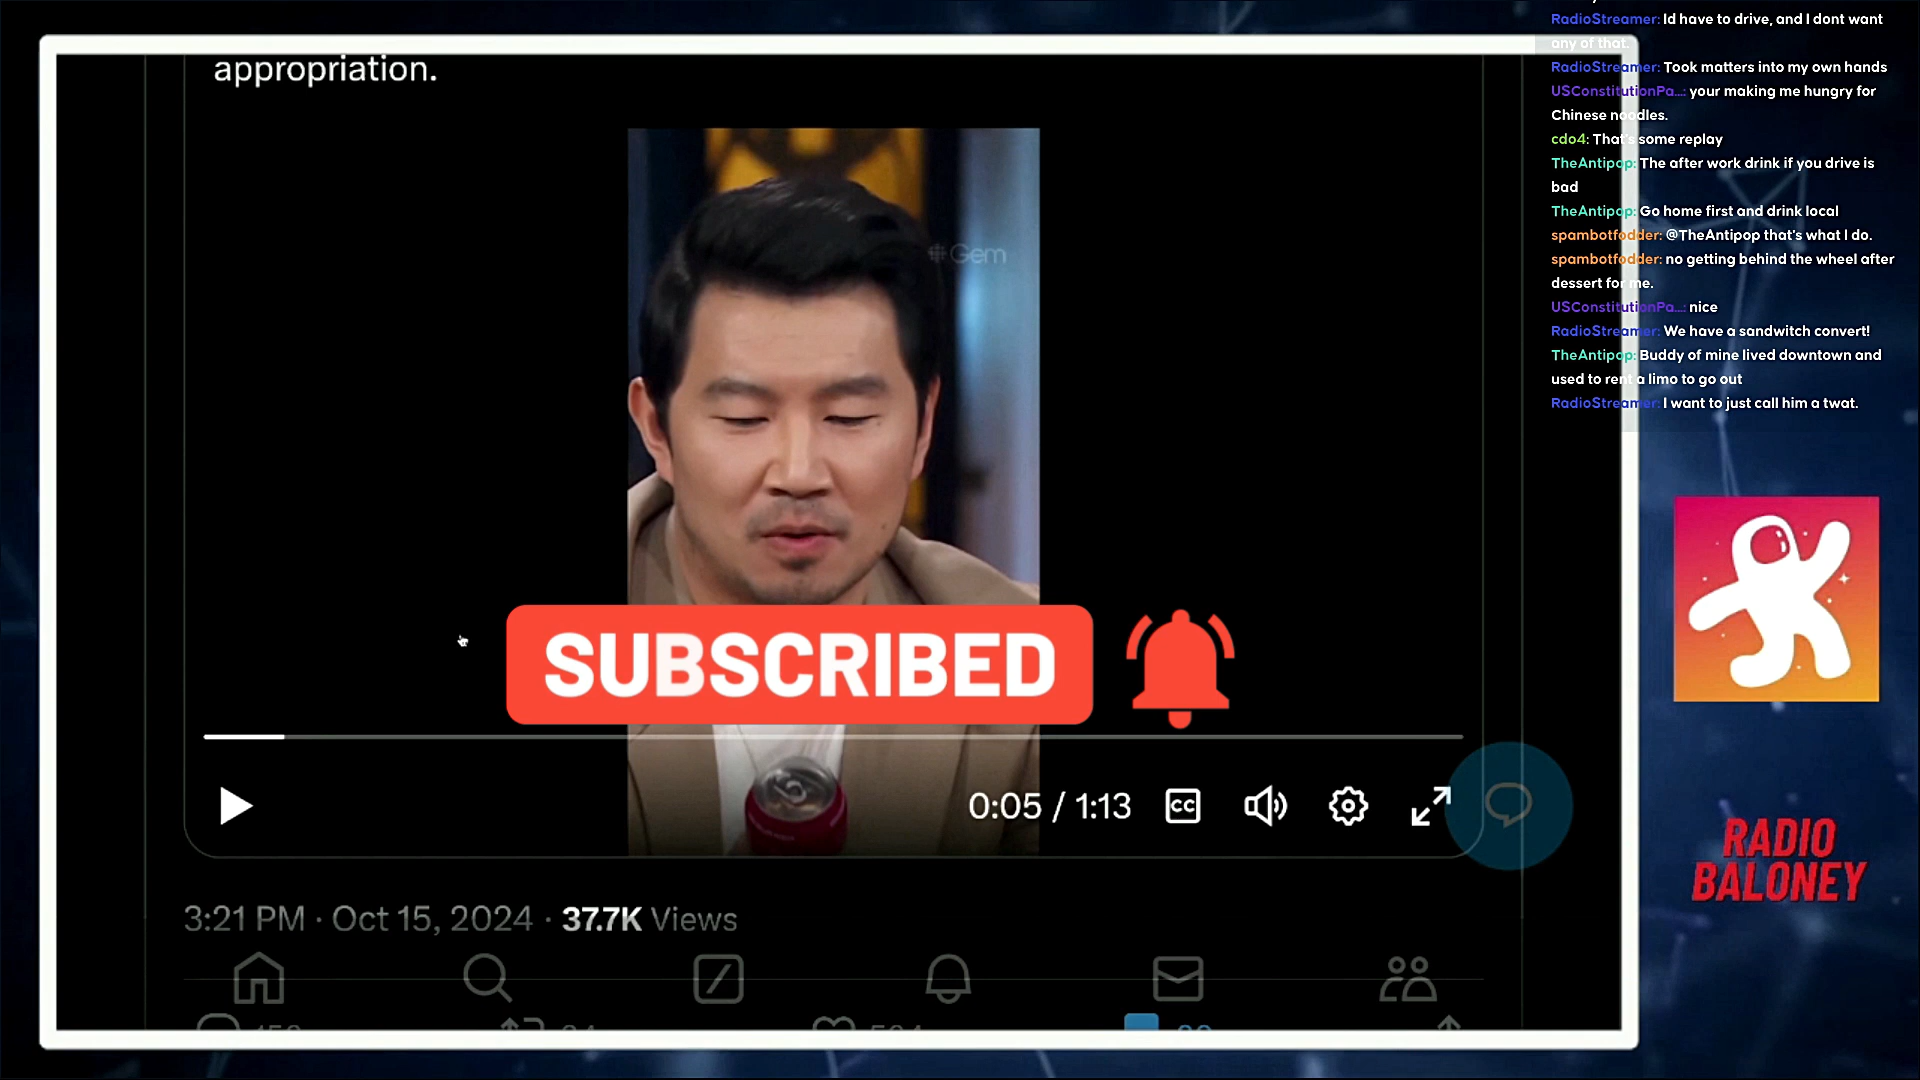 appropriation.
Gem
SUBSCRIBED
0:05 / 1:13
CC
3:21 PM · Oct 15, 2024 · 37.7K Views
RadioStreamer: Id have to drive, and I dont want
any of that.
RadioStreamer: Took matters into my own hands
USConstitutionPa...: your making me hungry for
Chinese noodles.
cdo4: That's some replay
TheAntipop: The after work drink if you drive is
bad
TheAntipop: Go home first and drink local
spambotfodder: @TheAntipop that's what I do.
spambotfodder: no getting behind the wheel after
dessert for me.
USConstitutionPa...: nice
RadioStreamer: We have a sandwitch convert!
TheAntipop: Buddy of mine lived downtown and
used to rent a limo to go out
RadioStreamer: I want to just call him a twat.
RADIO
BALONEY